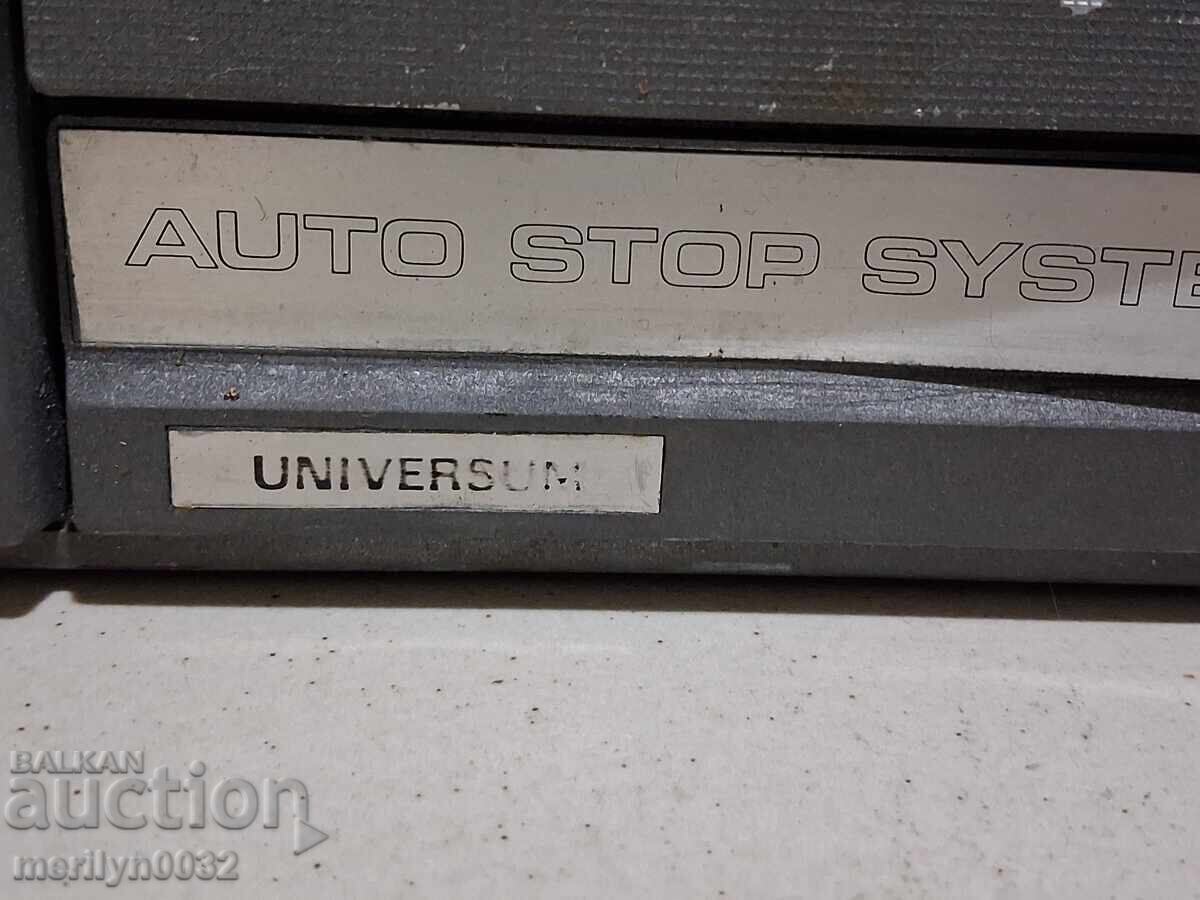 AUTO STOP SYSTE
UNIVERSUM
BALKAN
auction
merilyn0032